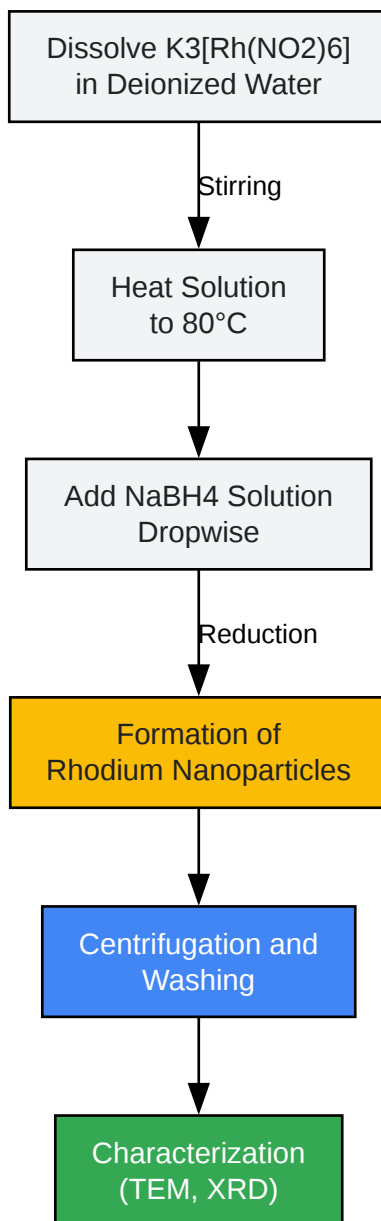 Dissolve K3[Rh(NO2)6]
in Deionized Water
Stirring
Heat Solution
to 80°C
Add NaBH4 Solution
Dropwise
Reduction
Formation of
Rhodium Nanoparticles
Centrifugation and
Washing
Characterization
(TEM, XRD)